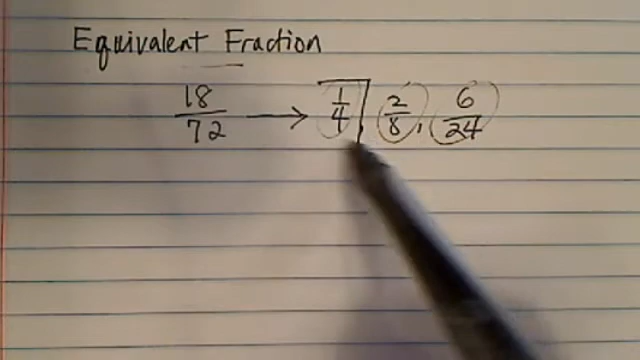 Equivalent Fraction
18/72 → 1/4, 2/8, 6/24